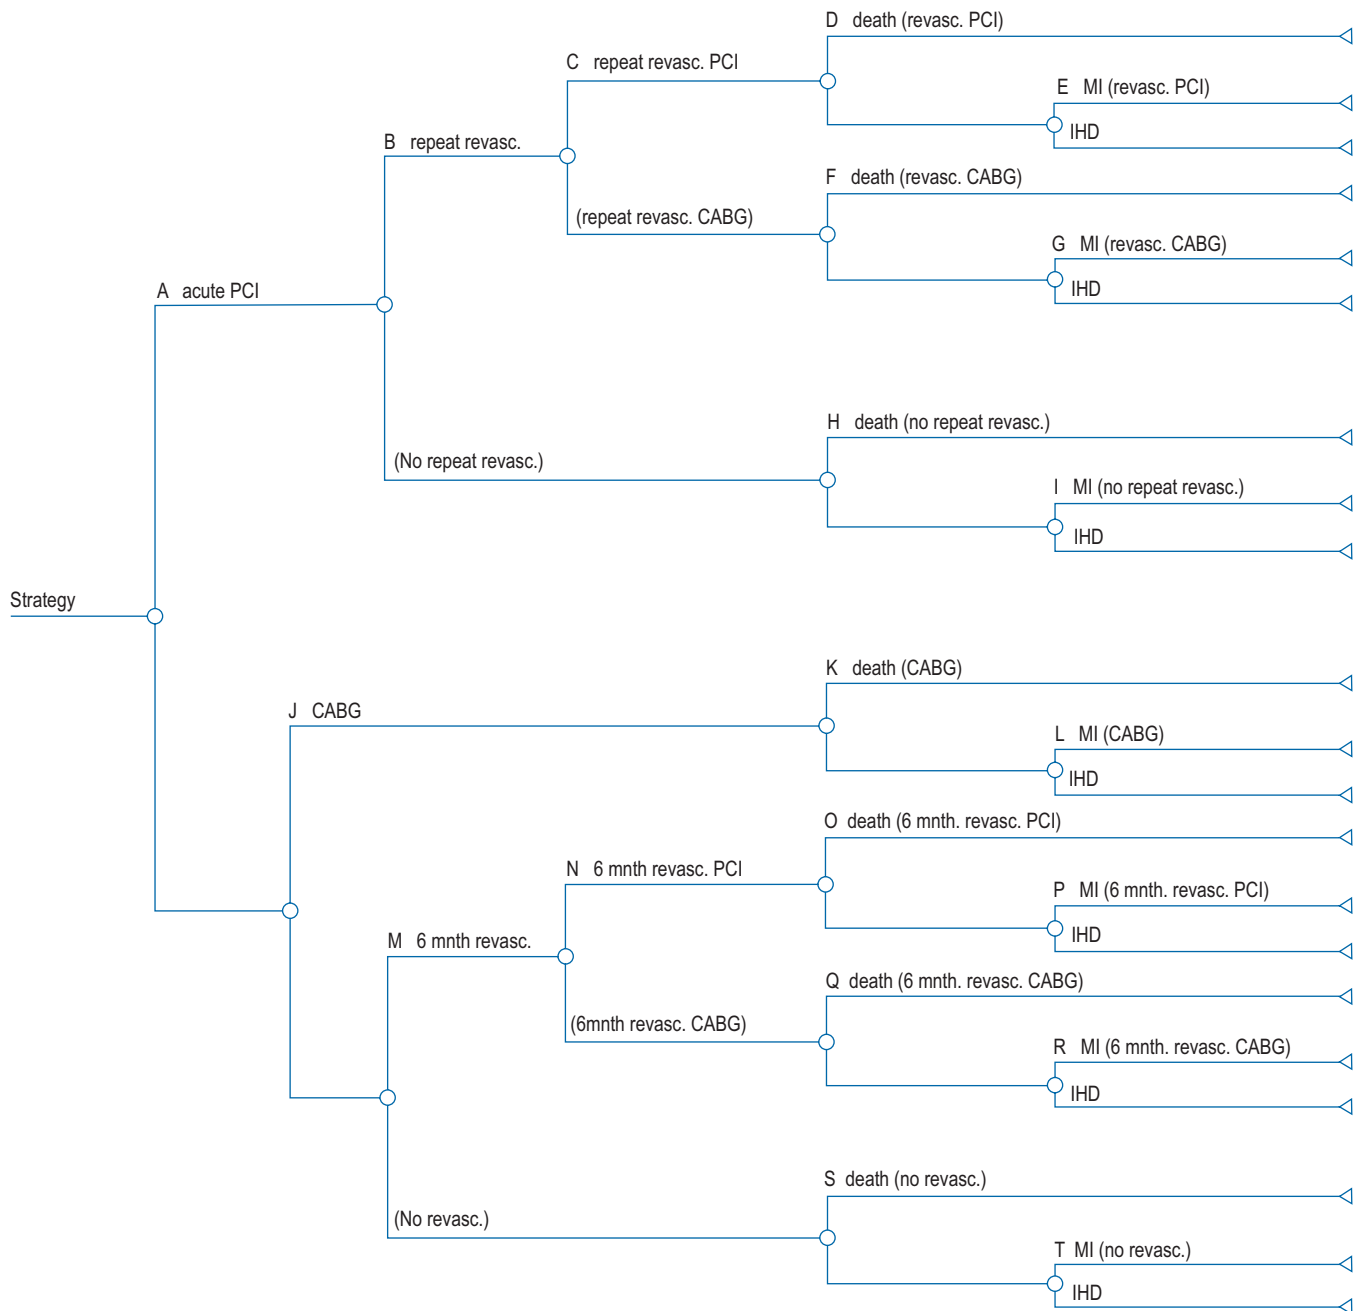 D death (revasc. PCI)
C repeat revasc. PCI
E MI (revasc. PCI)
IHD
B repeat revasc.
F death (revasc. CABG)
(repeat revasc. CABG)
G MI (revasc. CABG)
IHD
A acute PCI
H death (no repeat revasc.)
(No repeat revasc.)
I MI (no repeat revasc.)
IHD
Strategy
K death (CABG)
J CABG
L MI (CABG)
IHD
O death (6 mnth. revasc. PCI)
N 6 mnth revasc. PCI
P MI (6 mnth. revasc. PCI)
IHD
M 6 mnth revasc.
Q death (6 mnth. revasc. CABG)
(6mnth revasc. CABG)
R MI (6 mnth. revasc. CABG)
IHD
S death (no revasc.)
(No revasc.)
T MI (no revasc.)
IHD